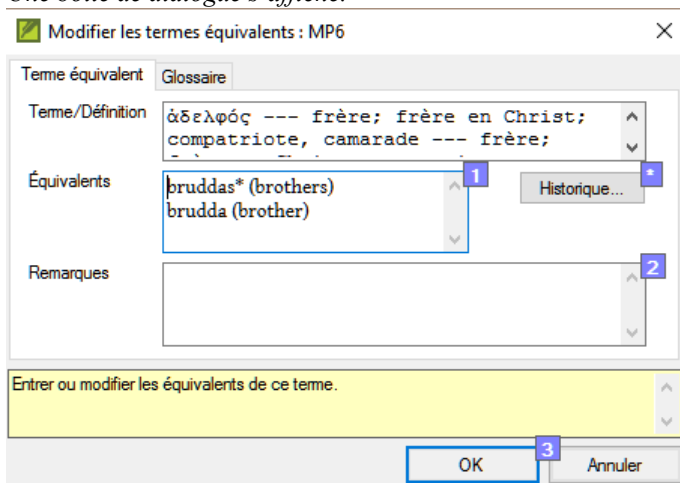 Une boîte de dialogue s'affiche.
Modifier les termes équivalents : MP6
Terme équivalent Glossaire
Terme/Définition
ἀδελφός --- frère; frère en Christ;
compatriote, camarade --- frère;
Équivalents
bruddas* (brothers)
brudda (brother)
1
Historique...
*
Remarques
2
Entrer ou modifier les équivalents de ce terme.
OK
3
Annuler